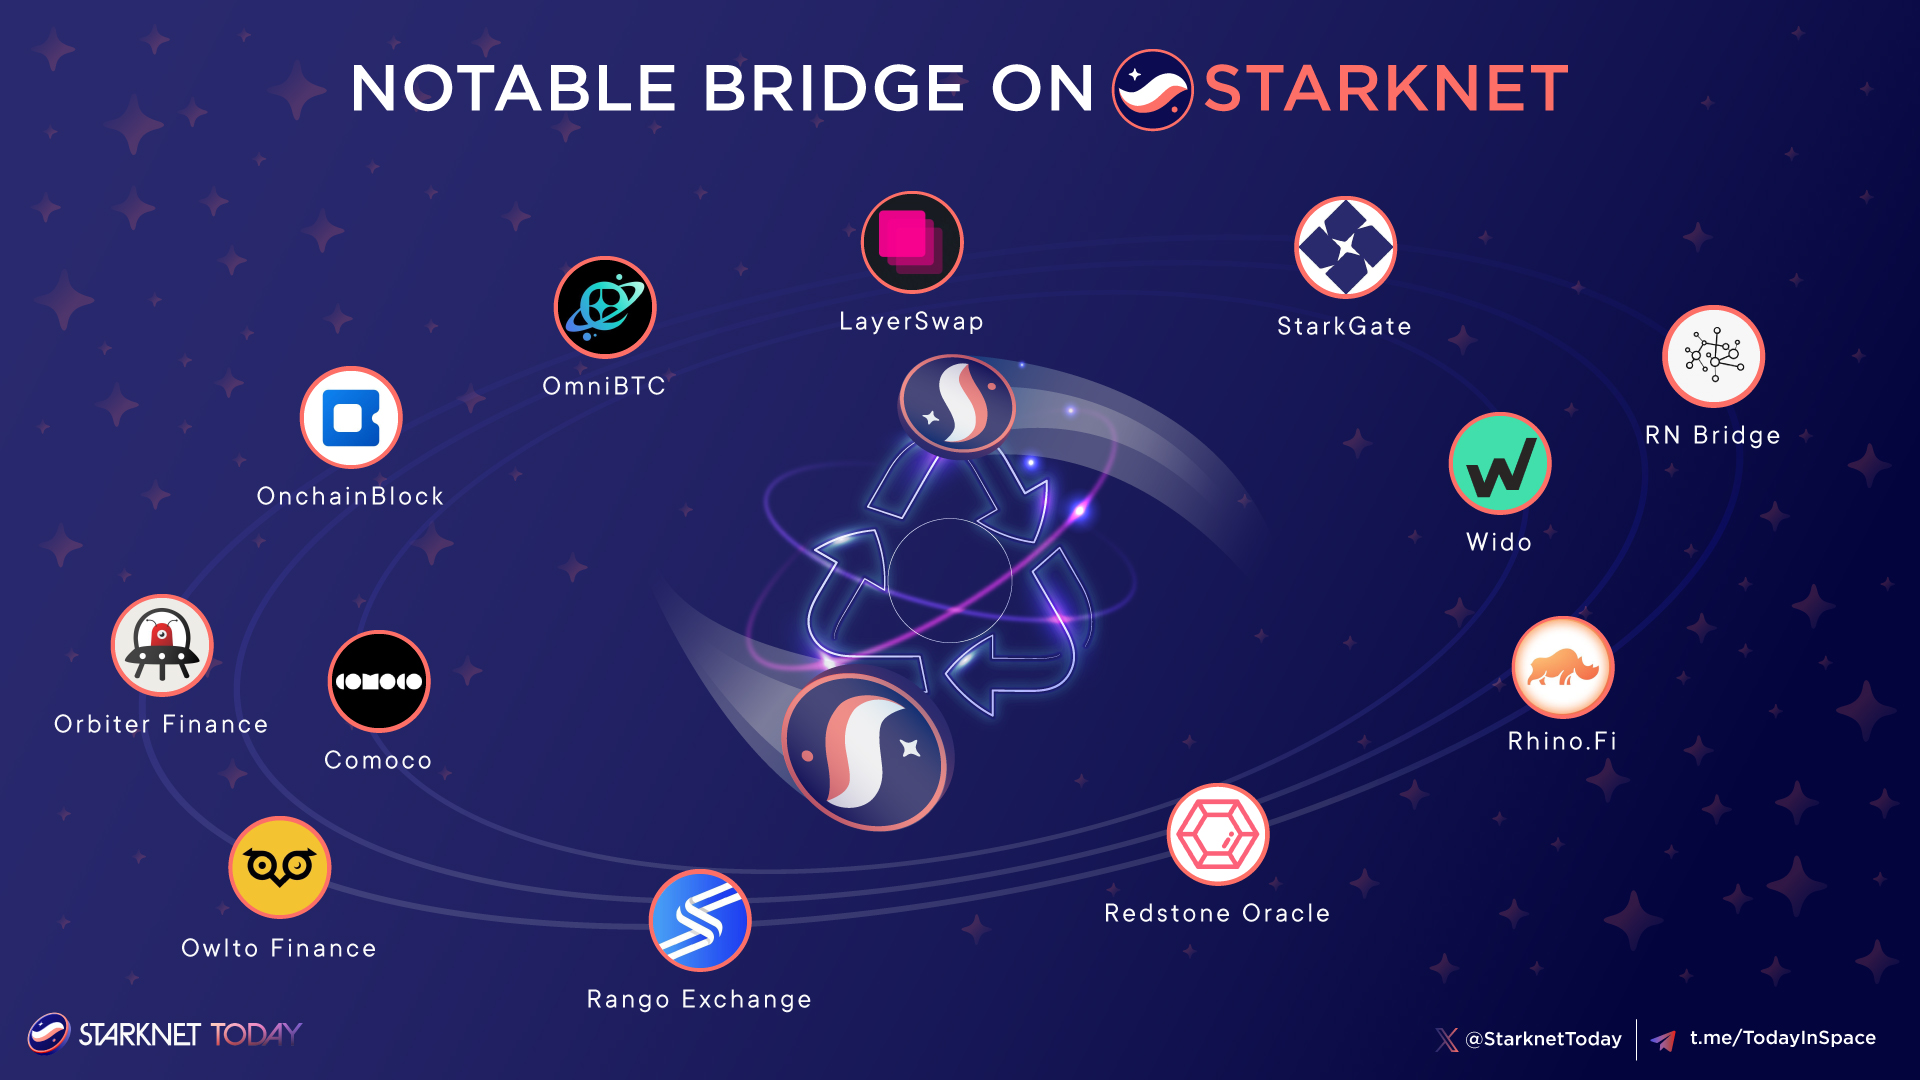 NOTABLE BRIDGE ON STARKNET
LayerSwap
StarkGate
OmniBTC
RN Bridge
OnchainBlock
Wido
Orbiter Finance
COMOCO
Comoco
Rhino.Fi
Redstone Oracle
Owlto Finance
Rango Exchange
STARKNET TODAY
@StarknetToday
t.me/TodayInSpace